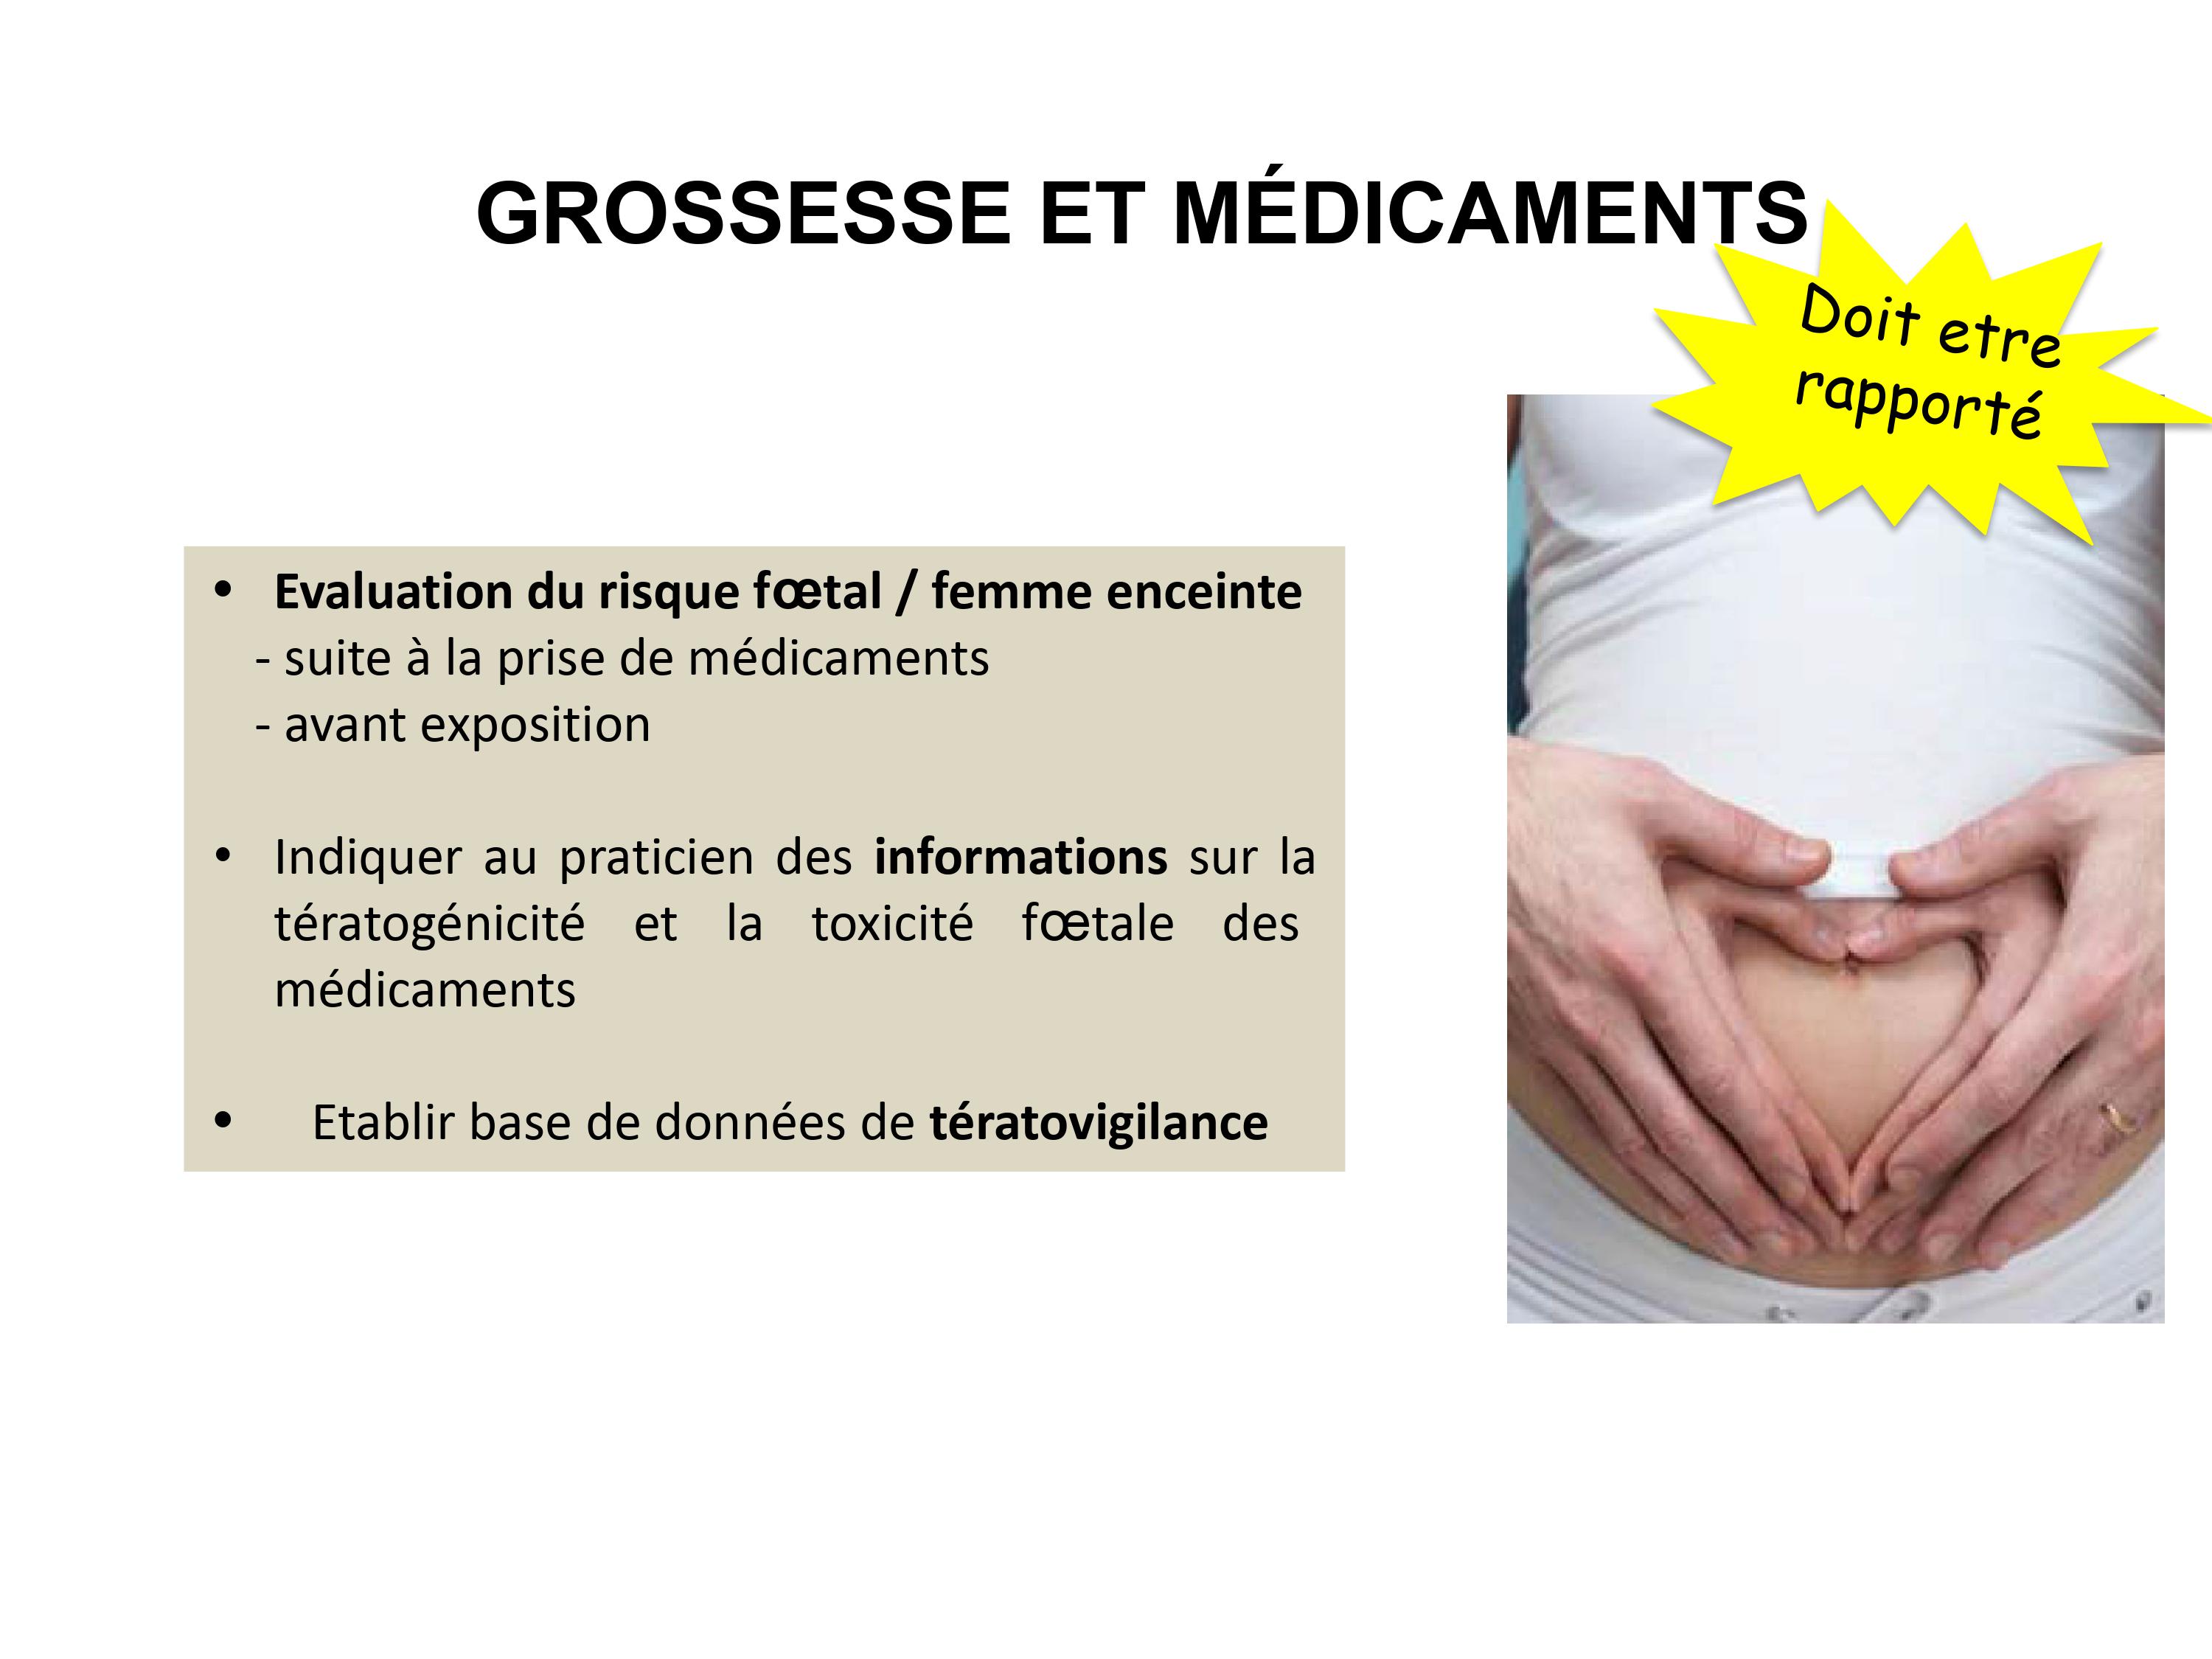 GROSSESSE ET MÉDICAMENTS
Doit etre
rapporté
• Evaluation du risque fœtal / femme enceinte
- suite à la prise de médicaments
- avant exposition
• Indiquer au praticien des informations sur la
tératogénicité et la toxicité fœtale des
médicaments
• Etablir base de données de tératovigilance